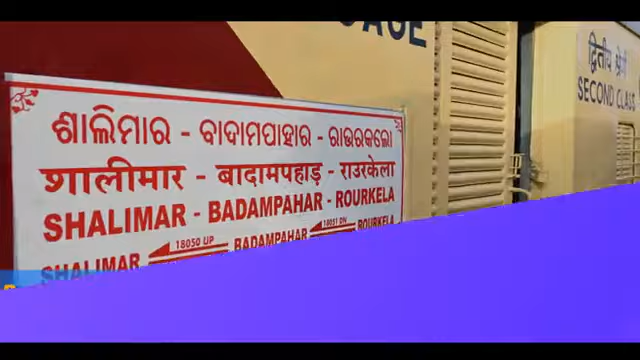 ଶାଲିମାର - ବାଦାମପାହାର - ରାଉରକେଲା
शालीमार - बादामपहाड़ - राउरकेला
SHALIMAR - BADAMPAHAR - ROURKELA
SHALIMAR 18050 UP BADAMPAHAR 18051 DN ROURKELA
द्वितीय श्रेणी
SECOND CLASS